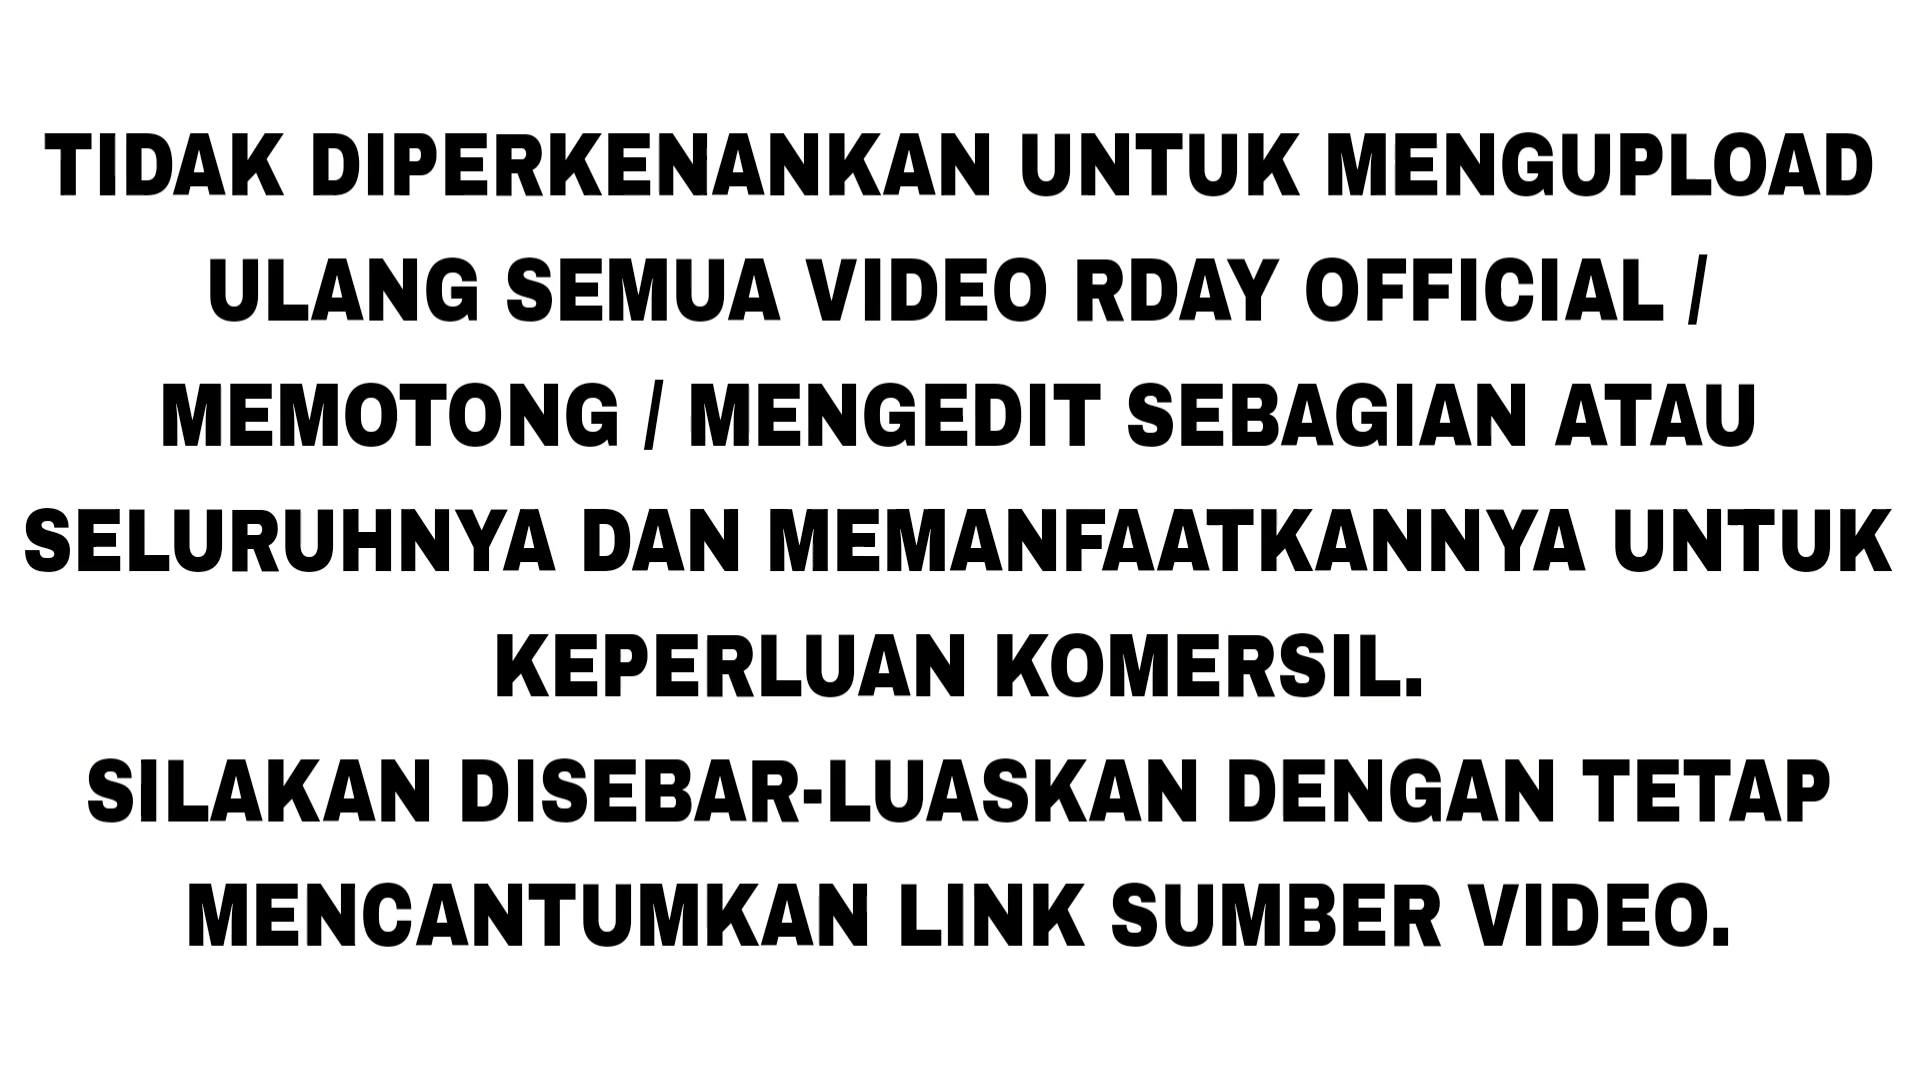 TIDAK DIPERKENANKAN UNTUK MENGUPLOAD
ULANG SEMUA VIDEO RDAY OFFICIAL /
MEMOTONG / MENGEDIT SEBAGIAN ATAU
SELURUHNYA DAN MEMANFAATKANNYA UNTUK
KEPERLUAN KOMERSIL.
SILAKAN DISEBAR-LUASKAN DENGAN TETAP
MENCANTUMKAN LINK SUMBER VIDEO.